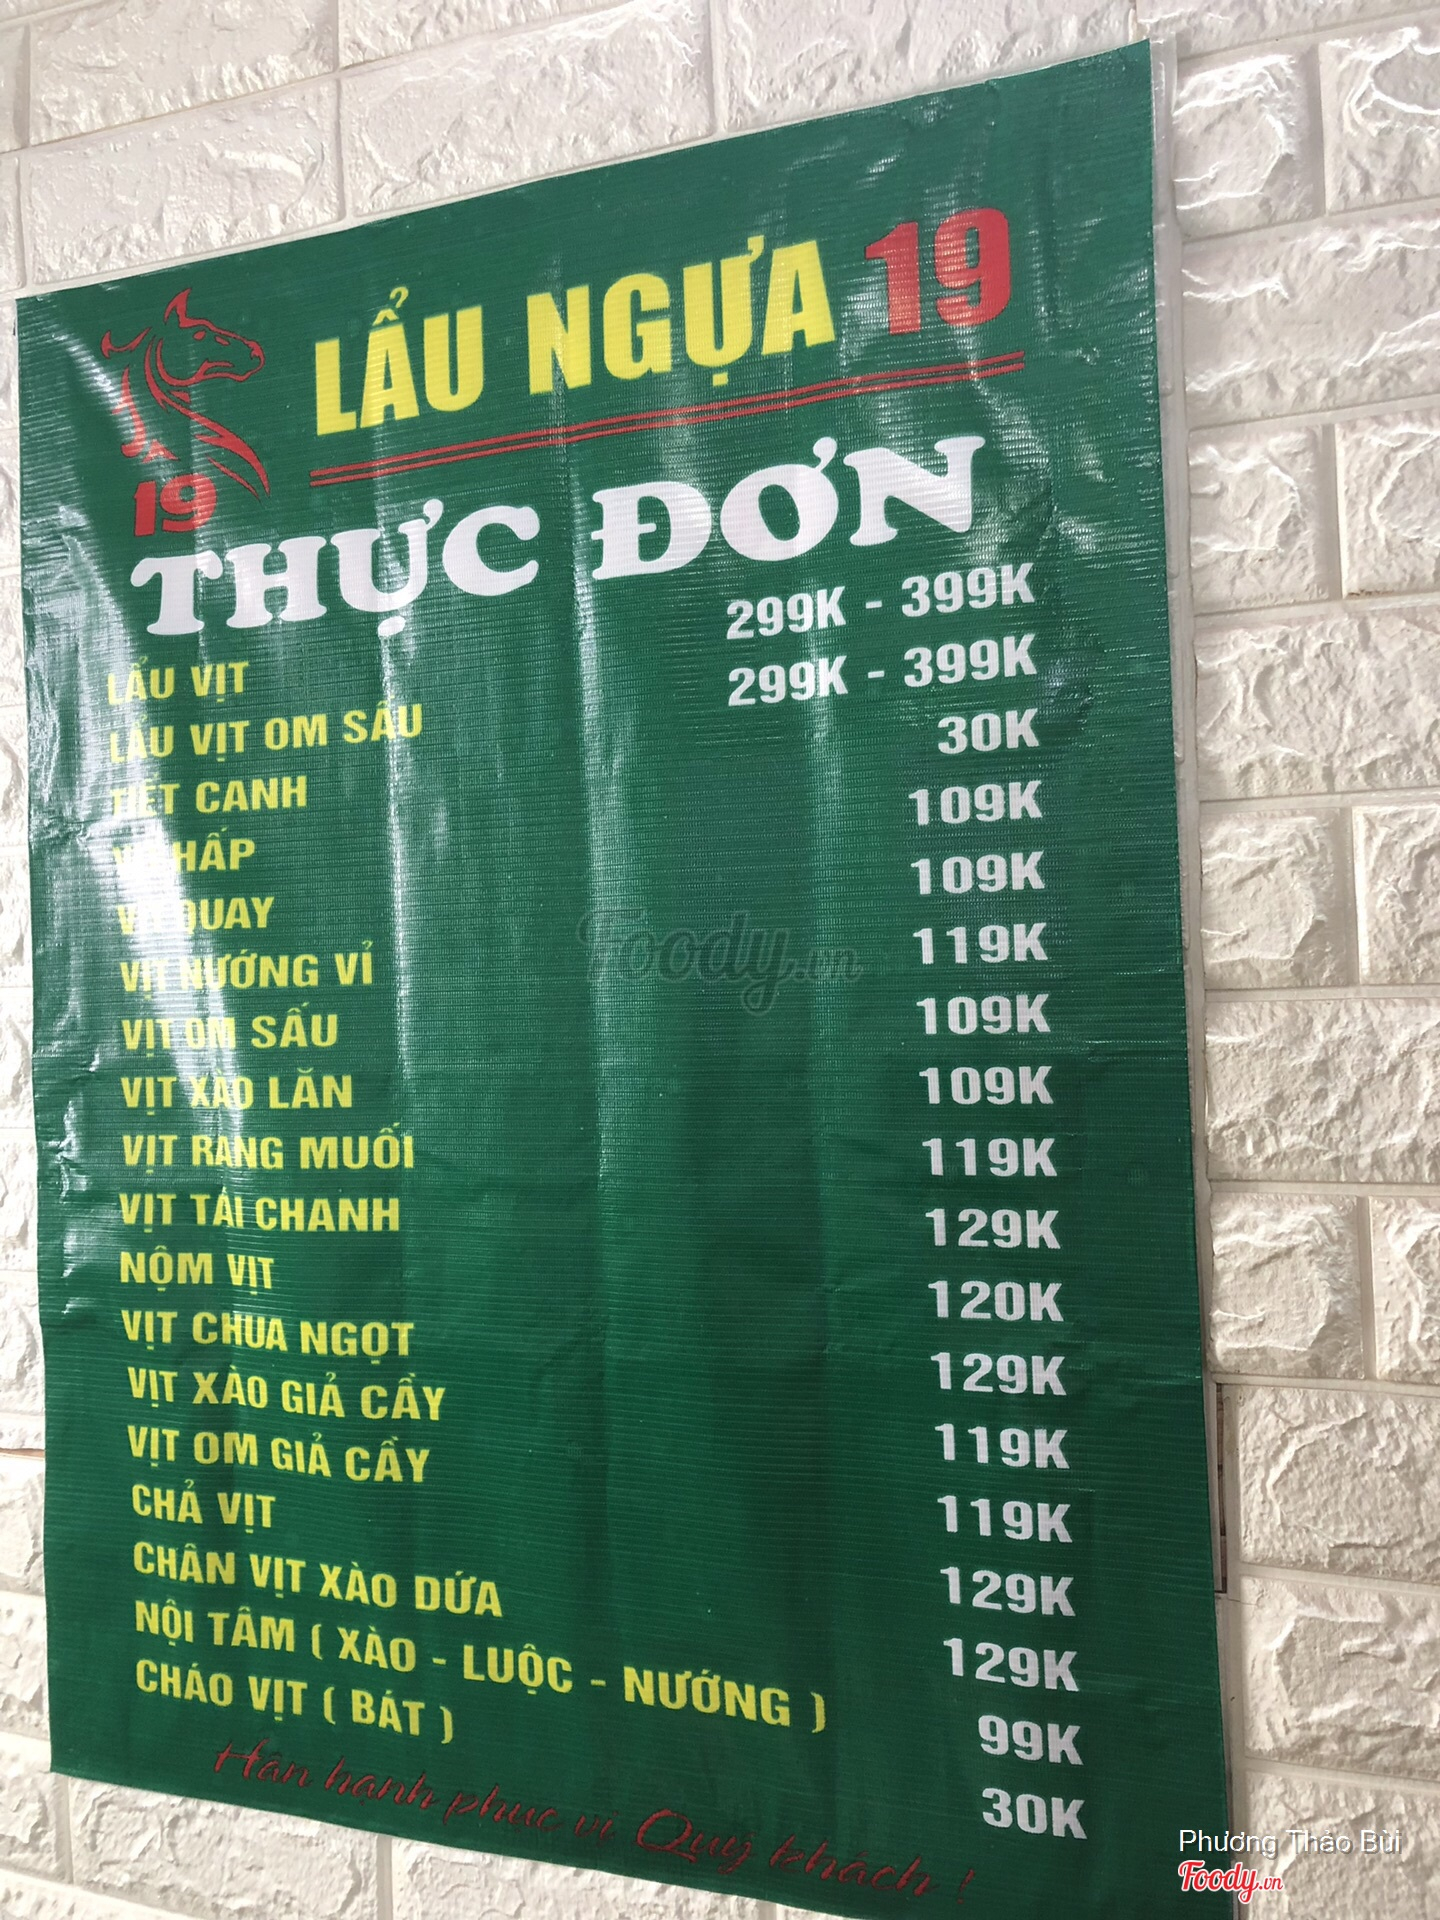 LẨU NGỰA 19
19
THỰC ĐƠN
LẨU VỊT 299K - 399K
LẨU VỊT OM SẤU 299K - 399K
TIẾT CANH 30K
VỊT HẤP 109K
VỊT QUAY 109K
VỊT NƯỚNG VỈ 119K
VỊT OM SẤU 109K
VỊT XÀO LĂN 109K
VỊT RANG MUỐI 119K
VỊT TÁI CHANH 129K
NỘM VỊT 120K
VỊT CHUA NGỌT 129K
VỊT XÀO GIẢ CẦY 119K
VỊT OM GIẢ CẦY 119K
CHẢ VỊT 129K
CHÂN VỊT XÀO DỨA 129K
NỘI TÂM ( XÀO - LUỘC - NƯỚNG ) 99K
CHÁO VỊT ( BÁT ) 30K
Hân hạnh phục vụ Quý khách !
Foody.vn
Phương Thảo Bùi
Foody.vn